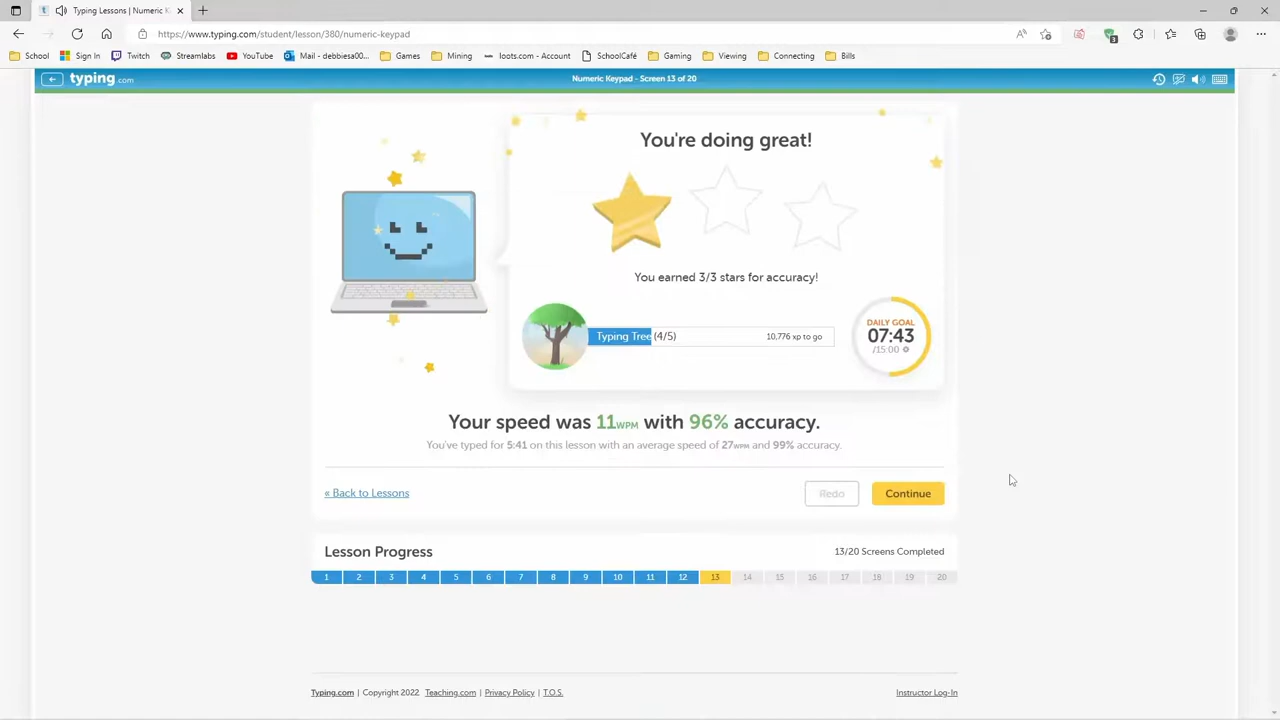 Typing Lessons | Numeric K
https://www.typing.com/student/lesson/380/numeric-keypad
School Sign In Twitch Streamlabs YouTube Mail - debbiesa00... Games Mining loots.com - Account SchoolCafé Gaming Viewing Connecting Bills
typing.com
Numeric Keypad - Screen 13 of 20
You're doing great!
You earned 3/3 stars for accuracy!
Typing Tree (4/5) 10,776 xp to go
DAILY GOAL
07:43
/15:00
Your speed was 11WPM with 96% accuracy.
You've typed for 5:41 on this lesson with an average speed of 27WPM and 99% accuracy.
« Back to Lessons Redo Continue
Lesson Progress 13/20 Screens Completed
1 2 3 4 5 6 7 8 9 10 11 12 13 14 15 16 17 18 19 20
Typing.com | Copyright 2022 Teaching.com | Privacy Policy | T.O.S. Instructor Log-In